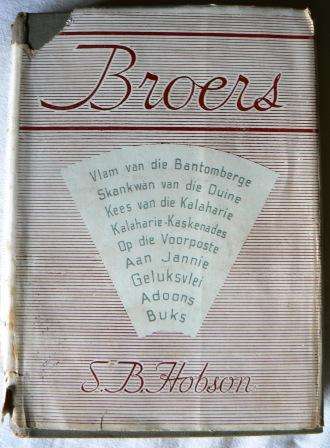 Broers
Vlam van die Bantomberge
Skankwan van die Duine
Kees van die Kalaharie
Kalaharie-Kaskenades
Op die Voorposte
Aan Jannie
Geluksvlei
Adoons
Buks
S. B. Hobson